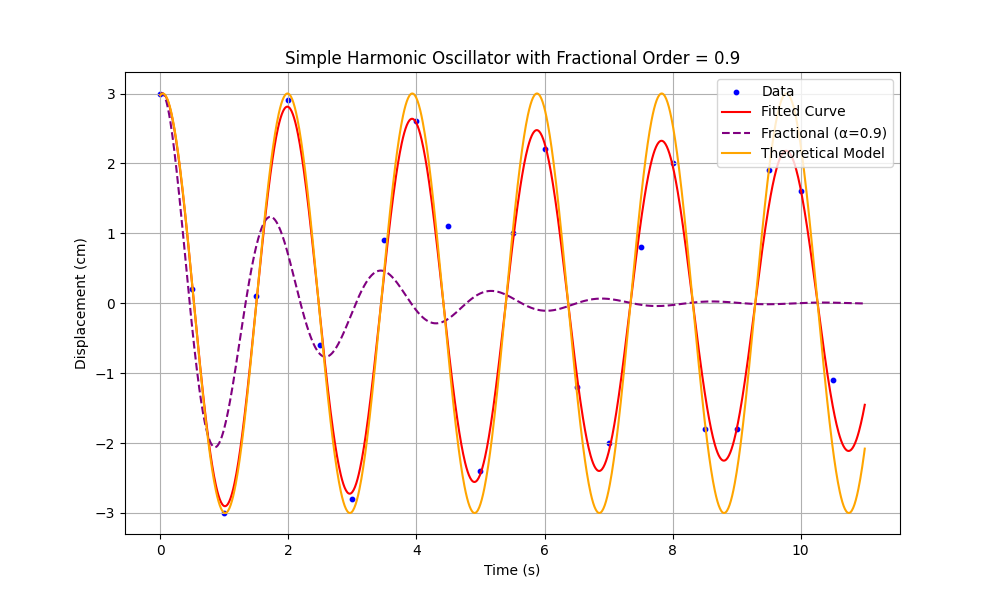 Simple Harmonic Oscillator with Fractional Order = 0.9
Data
Fitted Curve
Fractional (α=0.9)
Theoretical Model
Displacement (cm)
3
2
1
0
−1
−2
−3
0 2 4 6 8 10
Time (s)